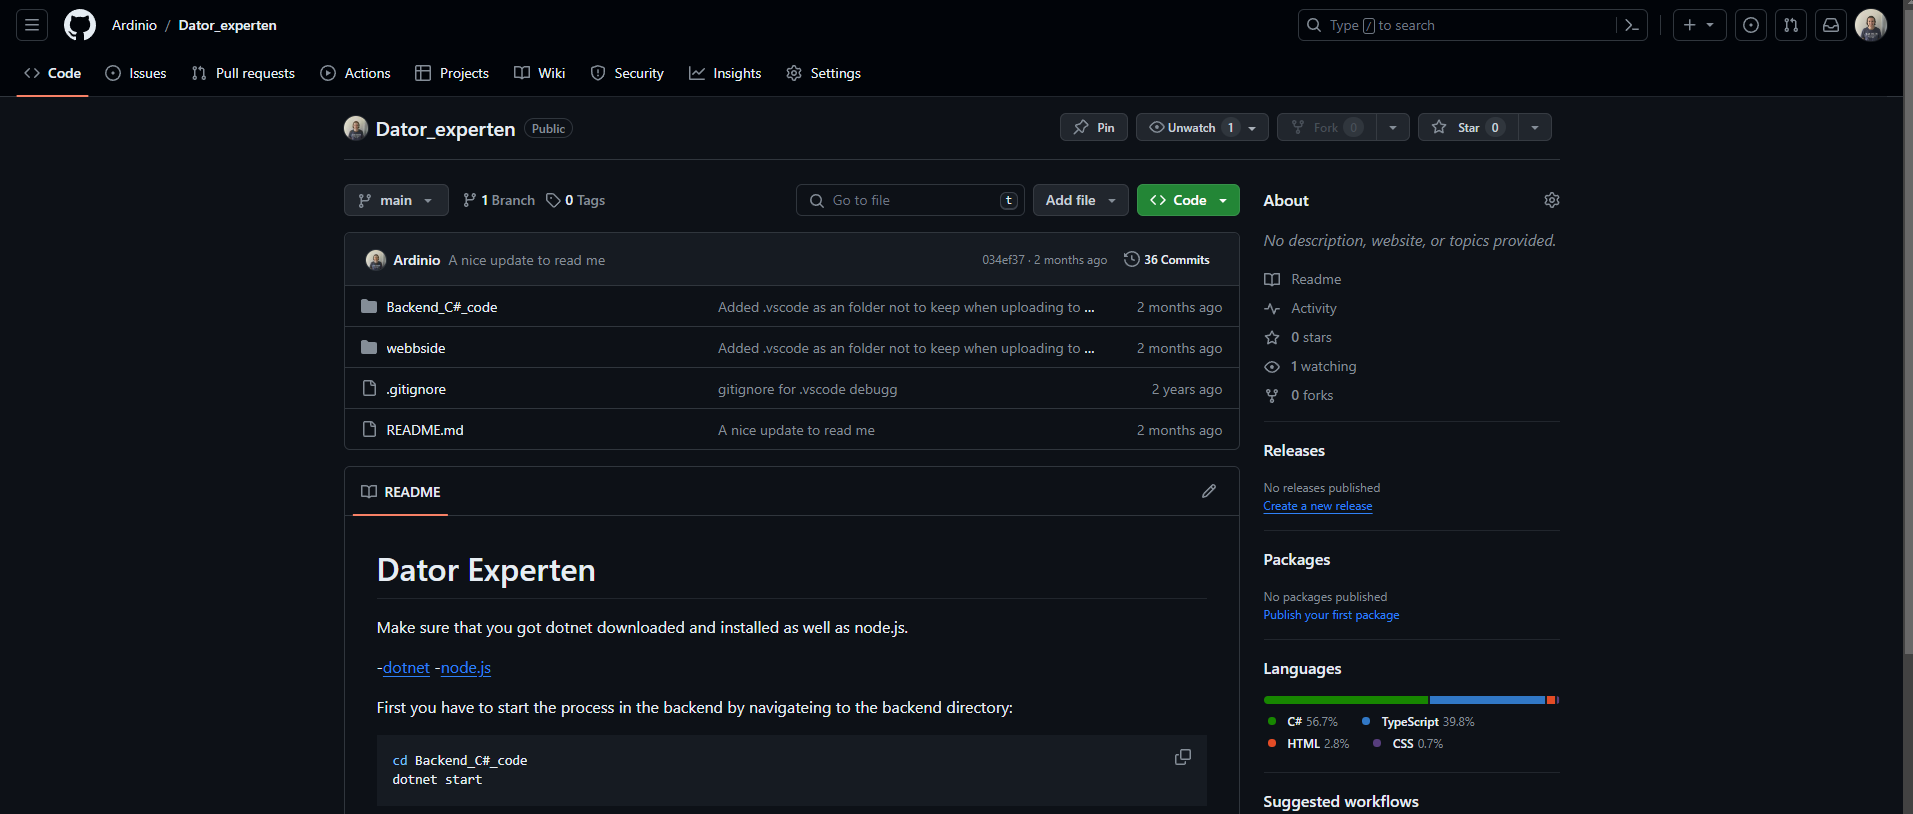 Ardinio / Dator_experten
Type / to search
Code Issues Pull requests Actions Projects Wiki Security Insights Settings
Dator_experten Public
Pin Unwatch 1 Fork 0 Star 0
main 1 Branch 0 Tags
Go to file t Add file Code
Ardinio A nice update to read me 034ef37 · 2 months ago 36 Commits
Backend_C#_code Added .vscode as an folder not to keep when uploading to ... 2 months ago
webbside Added .vscode as an folder not to keep when uploading to ... 2 months ago
.gitignore gitignore for .vscode debugg 2 years ago
README.md A nice update to read me 2 months ago
README
Dator Experten
Make sure that you got dotnet downloaded and installed as well as node.js.
-dotnet -node.js
First you have to start the process in the backend by navigateing to the backend directory:
cd Backend_C#_code
dotnet start
About
No description, website, or topics provided.
Readme
Activity
0 stars
1 watching
0 forks
Releases
No releases published
Create a new release
Packages
No packages published
Publish your first package
Languages
C# 56.7% TypeScript 39.8%
HTML 2.8% CSS 0.7%
Suggested workflows